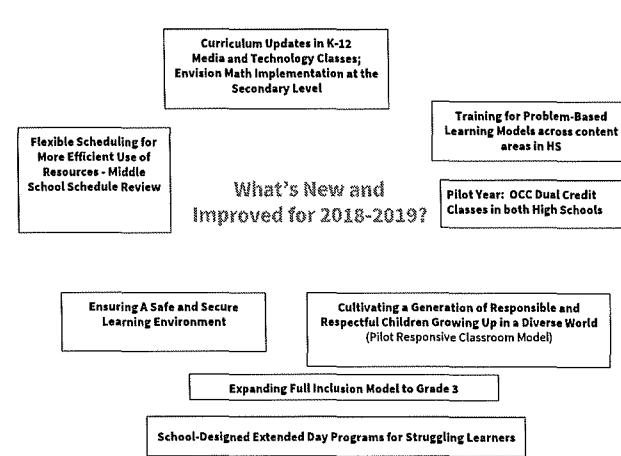 Curriculum Updates in K-12
Media and Technology Classes;
Envision Math Implementation at the
Secondary Level
Training for Problem-Based
Learning Models across content
areas in HS
Flexible Scheduling for
More Efficient Use of
Resources - Middle
School Schedule Review
What's New and
Improved for 2018-2019?
Pilot Year: OCC Dual Credit
Classes in both High Schools
Ensuring A Safe and Secure
Learning Environment
Cultivating a Generation of Responsible and
Respectful Children Growing Up in a Diverse World
(Pilot Responsive Classroom Model)
Expanding Full Inclusion Model to Grade 3
School-Designed Extended Day Programs for Struggling Learners